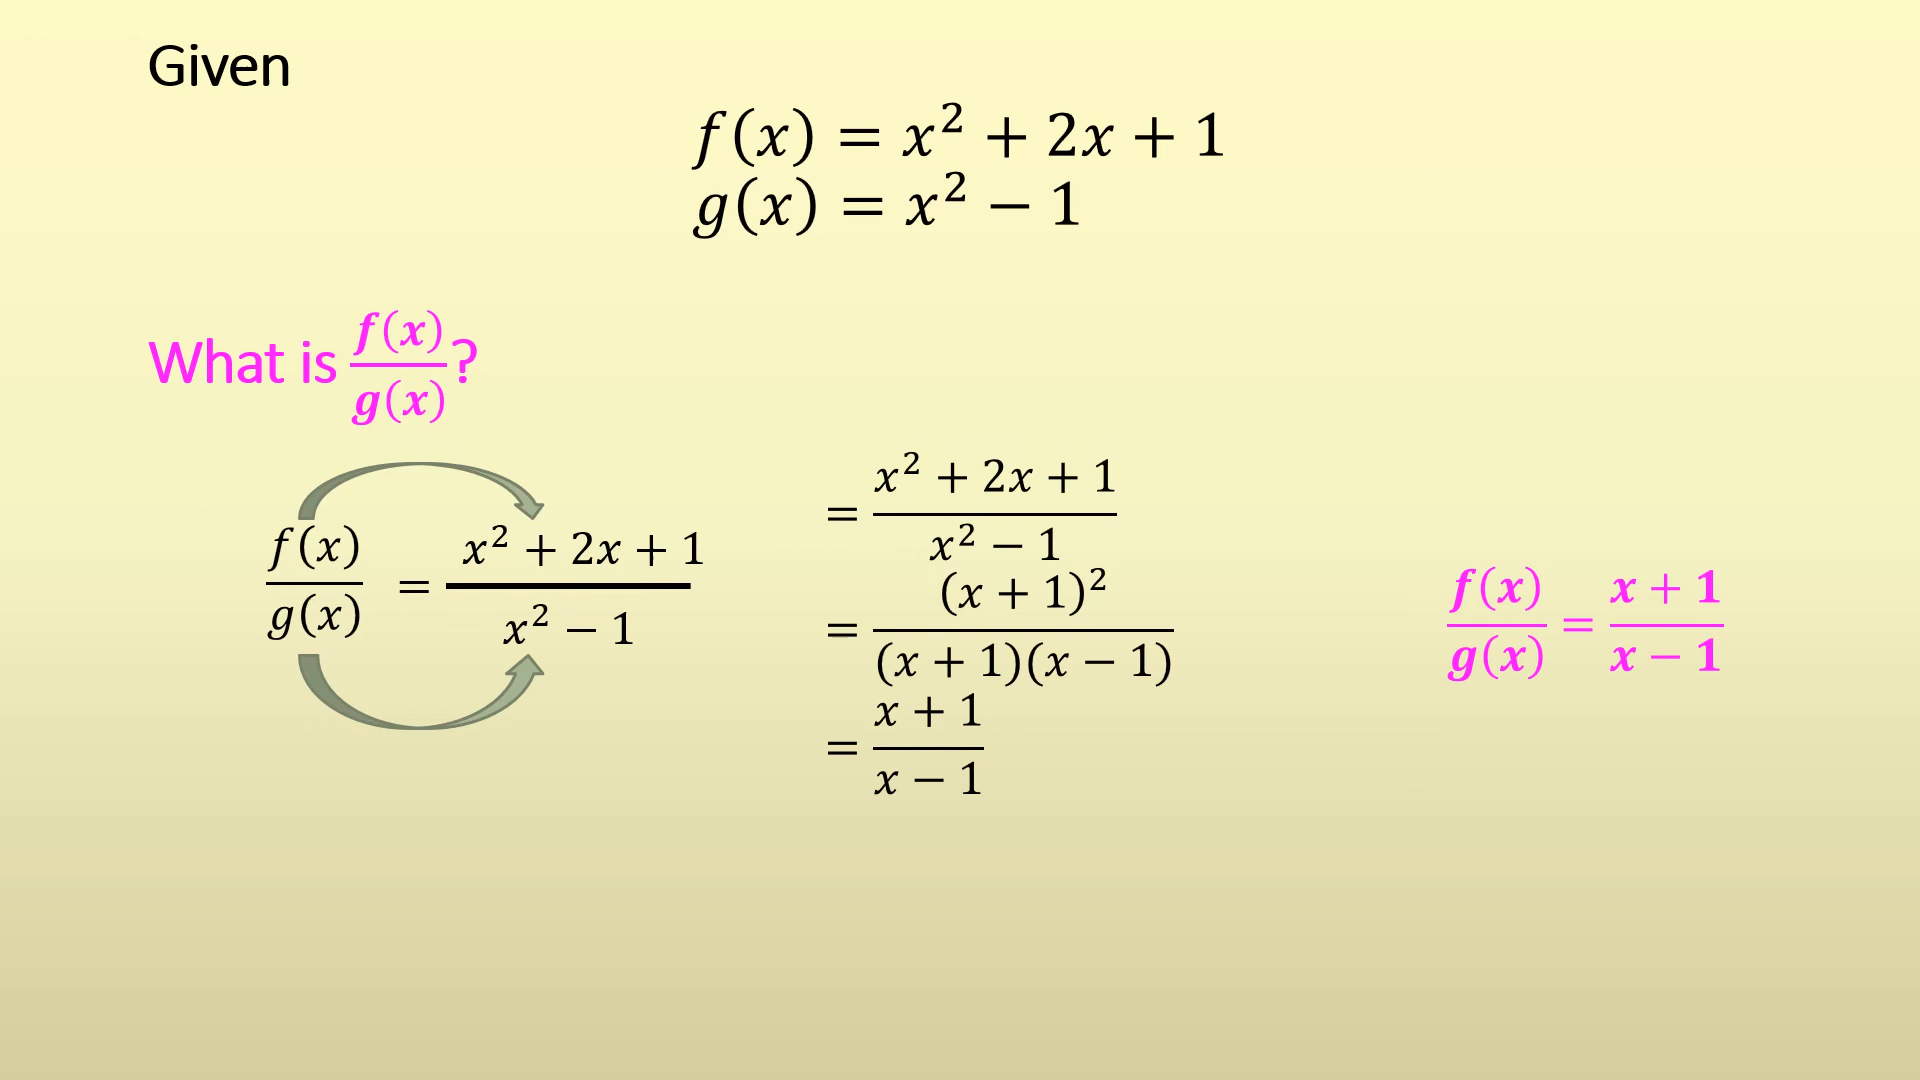 Given
f(x) = x² + 2x + 1
g(x) = x² − 1
What is f(x)/g(x)?
f(x)/g(x) = x² + 2x + 1/x² − 1
= x² + 2x + 1/x² − 1
= (x + 1)²/(x + 1)(x − 1)
= x + 1/x − 1
f(x)/g(x) = x + 1/x − 1